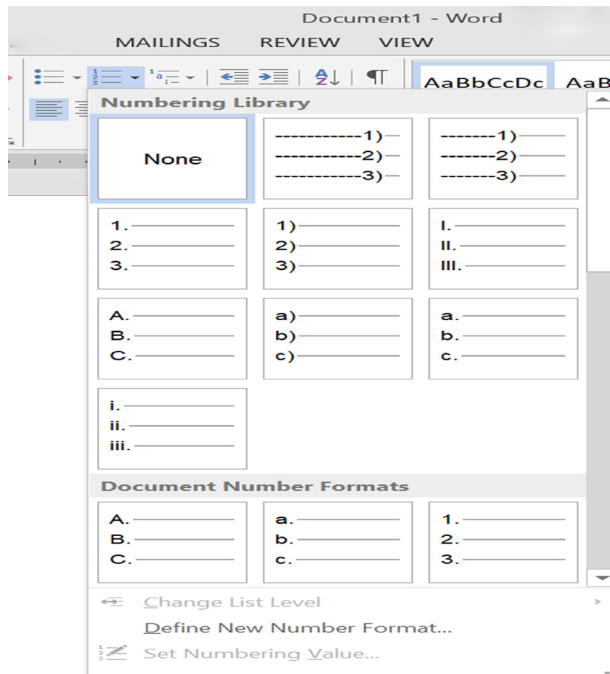 Document1 - Word
MAILINGS REVIEW VIEW
AaBbCcDc AaB
Numbering Library
None
-----------1) -------1)
-----------2) -------2)
-----------3) -------3)
1. 1) I.
2. 2) II.
3. 3) III.
A. a) a.
B. b) b.
C. c) c.
i.
ii.
iii.
Document Number Formats
A. a. 1.
B. b. 2.
C. c. 3.
Change List Level
Define New Number Format...
Set Numbering Value...